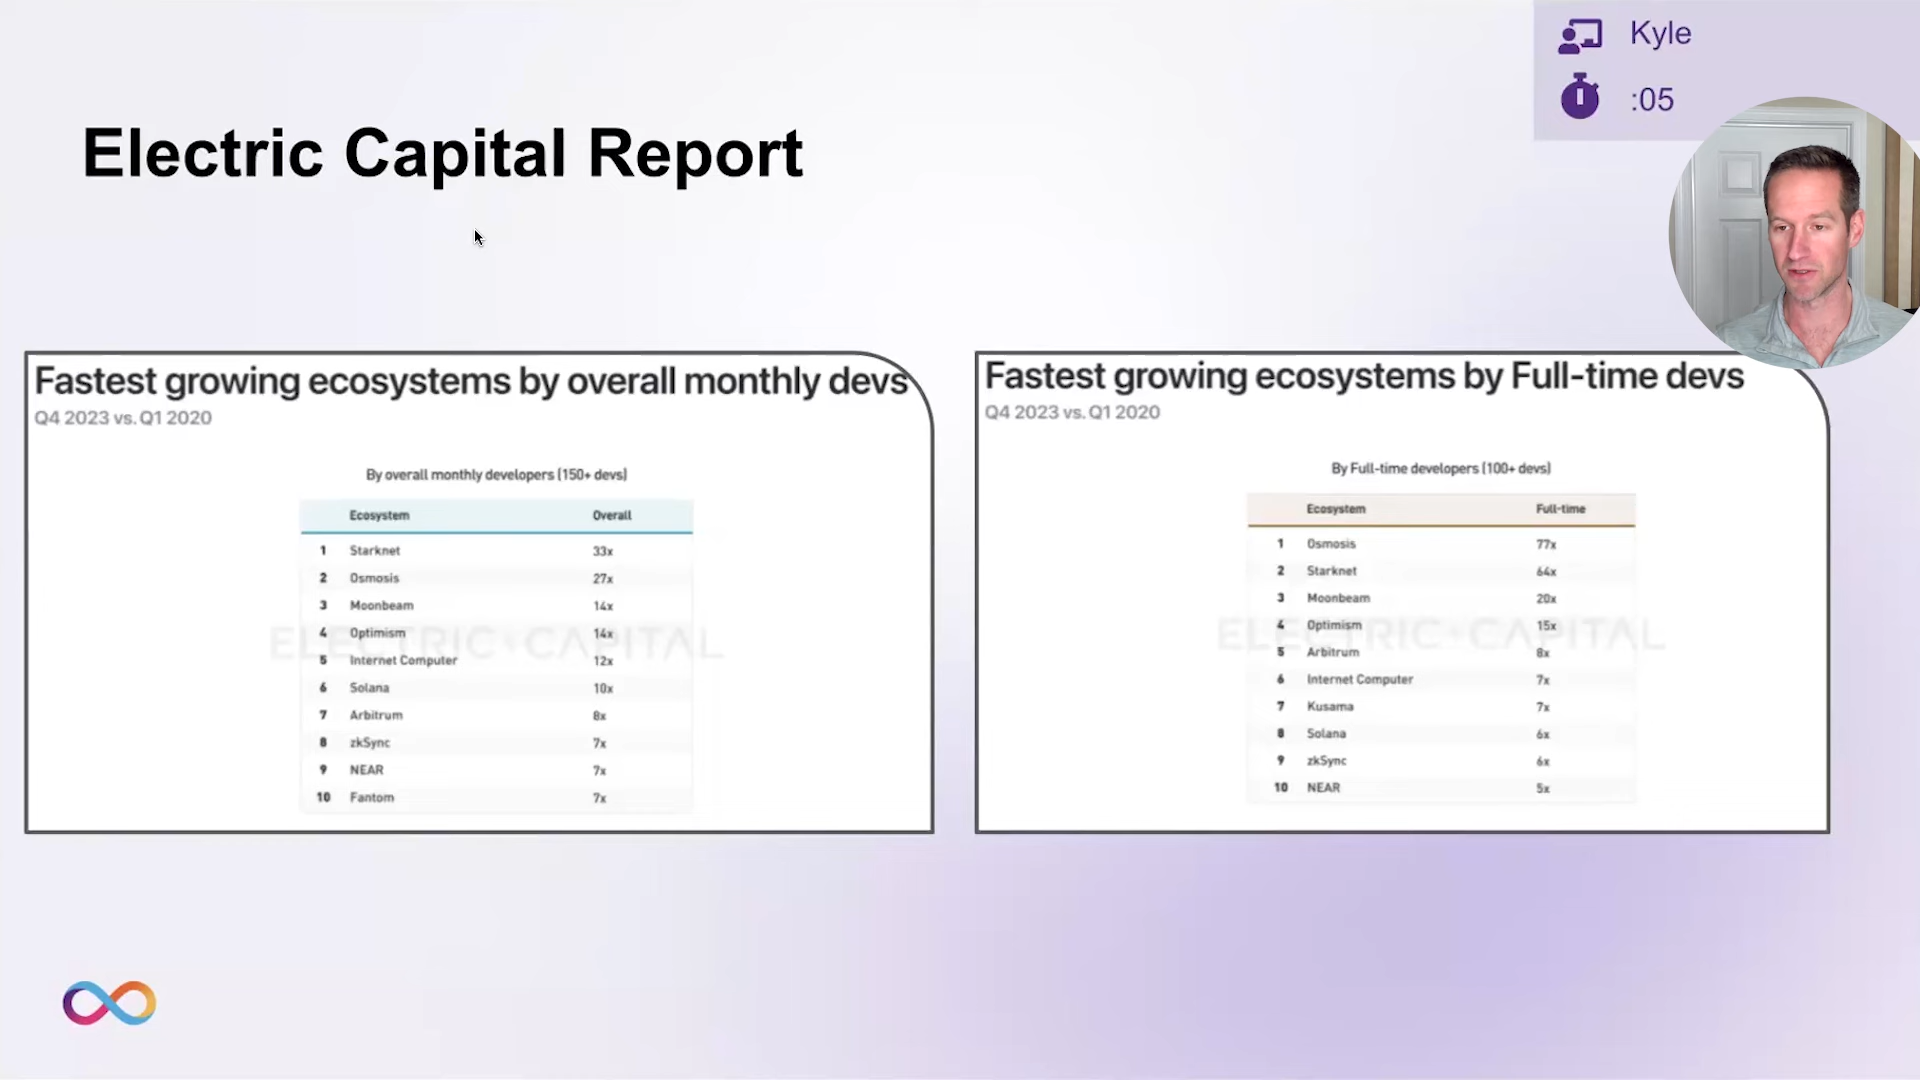 Kyle
:05
Electric Capital Report
Fastest growing ecosystems by overall monthly devs
Q4 2023 vs. Q1 2020
By overall monthly developers (150+ devs)
Ecosystem Overall
1 Starknet 33x
2 Osmosis 27x
3 Moonbeam 14x
4 Optimism 14x
5 Internet Computer 12x
6 Solana 10x
7 Arbitrum 8x
8 zkSync 7x
9 NEAR 7x
10 Fantom 7x
ELECTRIC CAPITAL
Fastest growing ecosystems by Full-time devs
Q4 2023 vs. Q1 2020
By Full-time developers (100+ devs)
Ecosystem Full-time
1 Osmosis 77x
2 Starknet 64x
3 Moonbeam 20x
4 Optimism 15x
5 Arbitrum 8x
6 Internet Computer 7x
7 Kusama 7x
8 Solana 6x
9 zkSync 6x
10 NEAR 5x
ELECTRIC CAPITAL